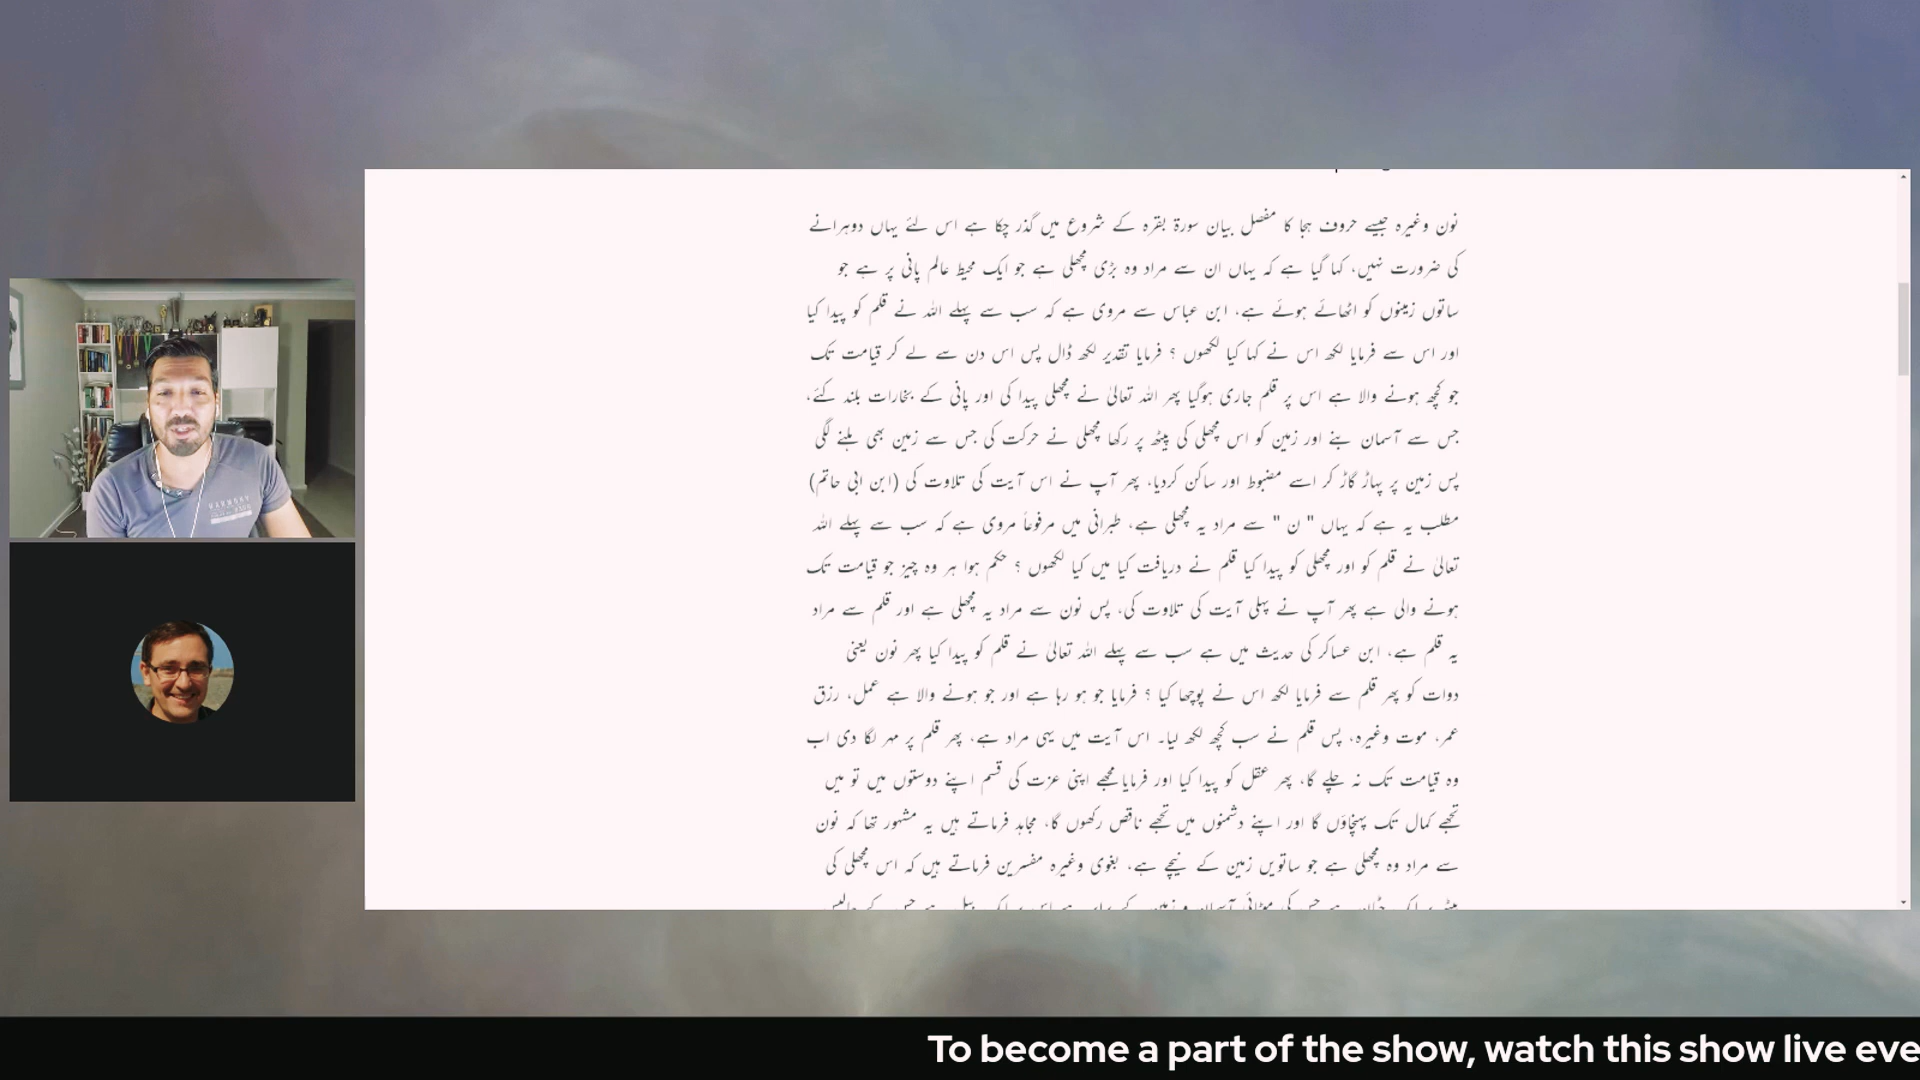 نون وغیرہ جیسے حروف ہجا کا مفصل بیان سورۃ بقرہ کے شروع میں گذر چکا ہے اس لئے یہاں دوہرانے
کی ضرورت نہیں، کہا گیا ہے کہ یہاں ان سے مراد وہ بڑی مچھلی ہے جو ایک محیط عالم پانی پر ہے جو
ساتوں زمینوں کو اٹھائے ہوئے ہے، ابن عباس سے مروی ہے کہ سب سے پہلے اللہ نے قلم کو پیدا کیا
اور اس سے فرمایا لکھ اس نے کہا کیا لکھوں ؟ فرمایا تقدیر لکھ ڈال پس اس دن سے لے کر قیامت تک
جو کچھ ہونے والا ہے اس پر قلم جاری ہوگیا پھر اللہ تعالیٰ نے مچھلی پیدا کی اور پانی کے بخارات بلند کئے،
جس سے آسمان بنے اور زمین کو اس مچھلی کی پیٹھ پر رکھا مچھلی نے حرکت کی جس سے زمین بھی ہلنے لگی
پس زمین پر پہاڑ گاڑ کر اسے مضبوط اور ساکن کردیا، پھر آپ نے اس آیت کی تلاوت کی (ابن ابی حاتم)
مطلب یہ ہے کہ یہاں " ن " سے مراد یہ مچھلی ہے، طبرانی میں مرفوعاً مروی ہے کہ سب سے پہلے اللہ
تعالیٰ نے قلم کو اور مچھلی کو پیدا کیا قلم نے دریافت کیا میں کیا لکھوں ؟ حکم ہوا ہر وہ چیز جو قیامت تک
ہونے والی ہے پھر آپ نے پہلی آیت کی تلاوت کی، پس نون سے مراد یہ مچھلی ہے اور قلم سے مراد
یہ قلم ہے، ابن عساکر کی حدیث میں ہے سب سے پہلے اللہ تعالیٰ نے قلم کو پیدا کیا پھر نون یعنی
دوات کو پھر قلم سے فرمایا لکھ اس نے پوچھا کیا ؟ فرمایا جو ہو رہا ہے اور جو ہونے والا ہے عمل، رزق
عمر، موت وغیرہ، پس قلم نے سب کچھ لکھ لیا۔ اس آیت میں یہی مراد ہے، پھر قلم پر مہر لگا دی اب
وہ قیامت تک نہ چلے گا، پھر عقل کو پیدا کیا اور فرمایا مجھے اپنی عزت کی قسم اپنے دوستوں میں تو میں
تجھے کمال تک پہنچاؤں گا اور اپنے دشمنوں میں تجھے ناقص رکھوں گا، مجاہد فرماتے ہیں یہ مشہور تھا کہ نون
سے مراد وہ مچھلی ہے جو ساتویں زمین کے نیچے ہے، بغوی وغیرہ مفسرین فرماتے ہیں کہ اس مچھلی کی
To become a part of the show, watch this show live eve